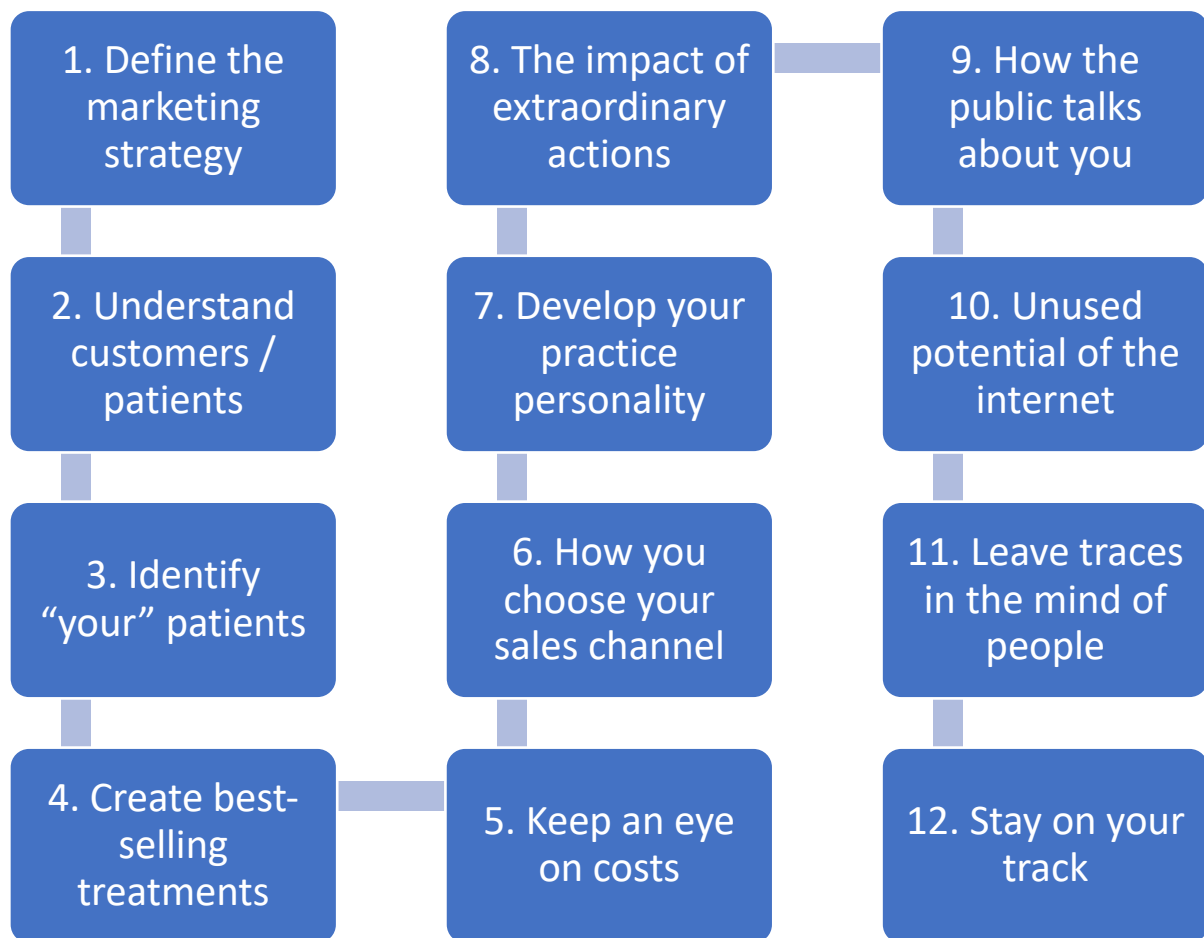 1. Define the
marketing
strategy
2. Understand
customers /
patients
3. Identify
“your” patients
4. Create best-
selling
treatments
5. Keep an eye
on costs
6. How you
choose your
sales channel
7. Develop your
practice
personality
8. The impact of
extraordinary
actions
9. How the
public talks
about you
10. Unused
potential of the
internet
11. Leave traces
in the mind of
people
12. Stay on your
track